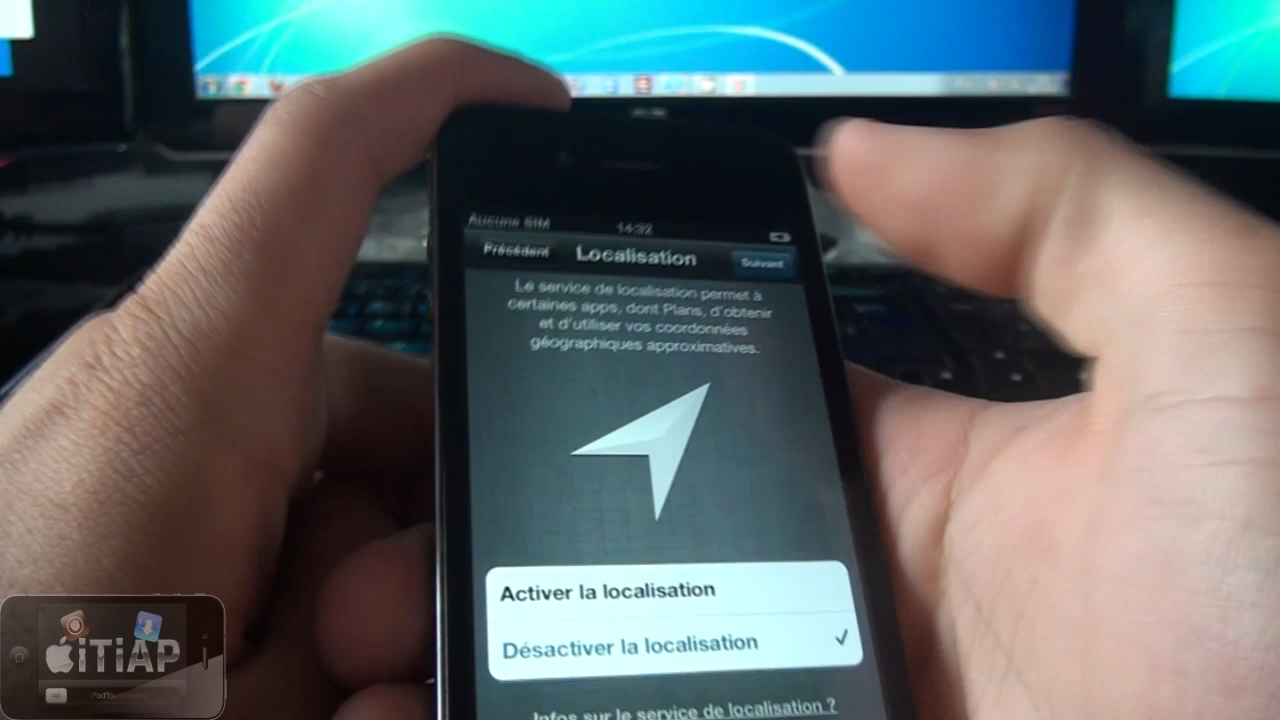 Aucune SIM 14:32
Précédent Localisation Suivant
Le service de localisation permet à
certaines apps, dont Plans, d'obtenir
et d'utiliser vos coordonnées
géographiques approximatives.
Activer la localisation
Désactiver la localisation
Infos sur le service de localisation ?
iTiAP